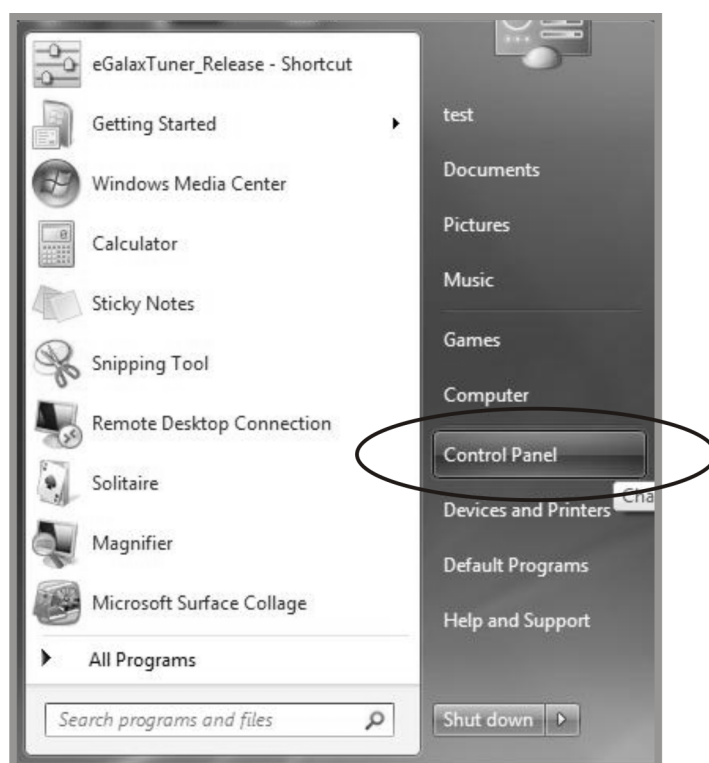 eGalaxTuner_Release - Shortcut
Getting Started
Windows Media Center
Calculator
Sticky Notes
Snipping Tool
Remote Desktop Connection
Solitaire
Magnifier
Microsoft Surface Collage
All Programs
Search programs and files
test
Documents
Pictures
Music
Games
Computer
Control Panel
Cha
Devices and Printers
Default Programs
Help and Support
Shut down